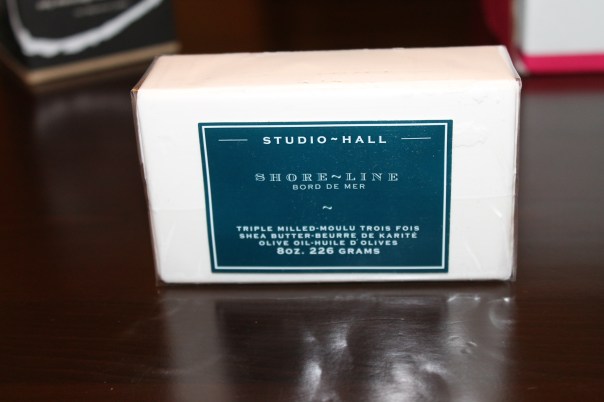 STUDIO~HALL
SHORE~LINE
BORD DE MER
~
TRIPLE MILLED-MOULU TROIS FOIS
SHEA BUTTER-BEURRE DE KARITÉ
OLIVE OIL-HUILE D'OLIVES
8OZ. 226 GRAMS